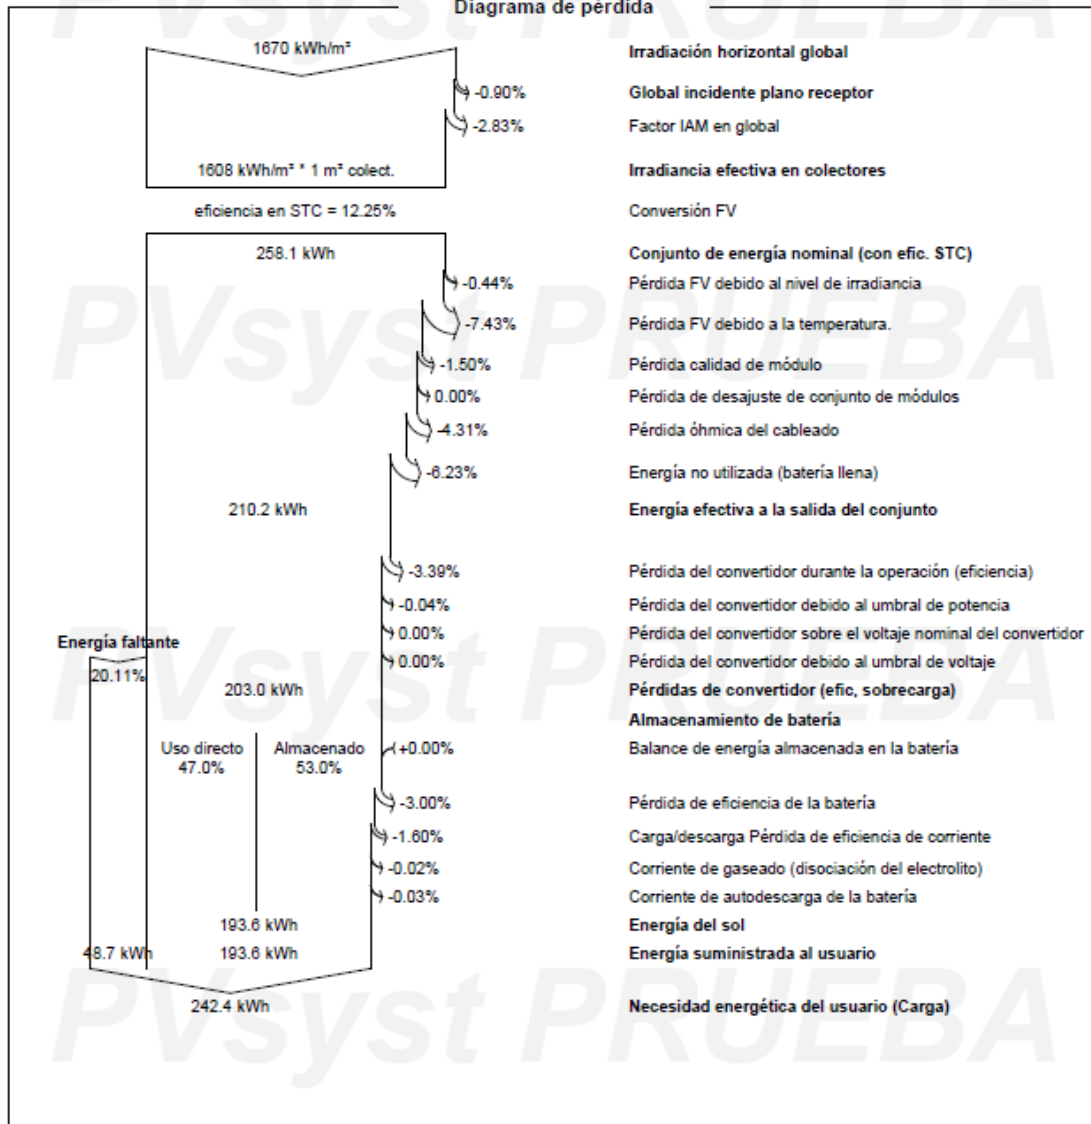 Diagrama de pérdida
1670 kWh/m² Irradiación horizontal global
-0.90% Global incidente plano receptor
-2.83% Factor IAM en global
1608 kWh/m² * 1 m² colect. Irradiancia efectiva en colectores
eficiencia en STC = 12.25% Conversión FV
258.1 kWh Conjunto de energía nominal (con efic. STC)
-0.44% Pérdida FV debido al nivel de irradiancia
-7.43% Pérdida FV debido a la temperatura.
-1.50% Pérdida calidad de módulo
0.00% Pérdida de desajuste de conjunto de módulos
-4.31% Pérdida óhmica del cableado
-6.23% Energía no utilizada (batería llena)
210.2 kWh Energía efectiva a la salida del conjunto
-3.39% Pérdida del convertidor durante la operación (eficiencia)
-0.04% Pérdida del convertidor debido al umbral de potencia
0.00% Pérdida del convertidor sobre el voltaje nominal del convertidor
Energía faltante
0.00% Pérdida del convertidor debido al umbral de voltaje
20.11%
203.0 kWh Pérdidas de convertidor (efic, sobrecarga)
Almacenamiento de batería
Uso directo Almacenado +0.00% Balance de energía almacenada en la batería
47.0% 53.0%
-3.00% Pérdida de eficiencia de la batería
-1.60% Carga/descarga Pérdida de eficiencia de corriente
-0.02% Corriente de gaseado (disociación del electrolito)
-0.03% Corriente de autodescarga de la batería
193.6 kWh Energía del sol
48.7 kWh 193.6 kWh Energía suministrada al usuario
242.4 kWh Necesidad energética del usuario (Carga)
PVsyst PRUEBA
PVsyst PRUEBA
PVsyst PRUEBA
PVsyst PRUEBA